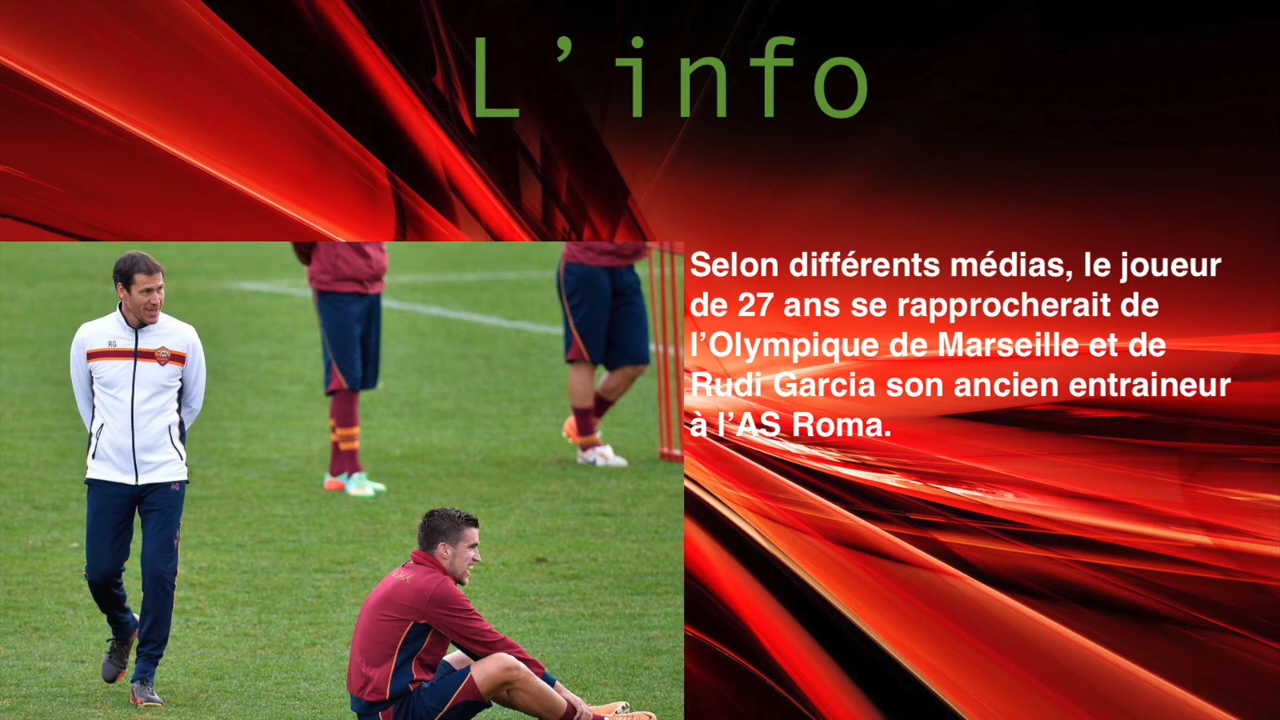 L’info
Selon différents médias, le joueur
de 27 ans se rapprocherait de
l’Olympique de Marseille et de
Rudi Garcia son ancien entraineur
à l’AS Roma.
RG